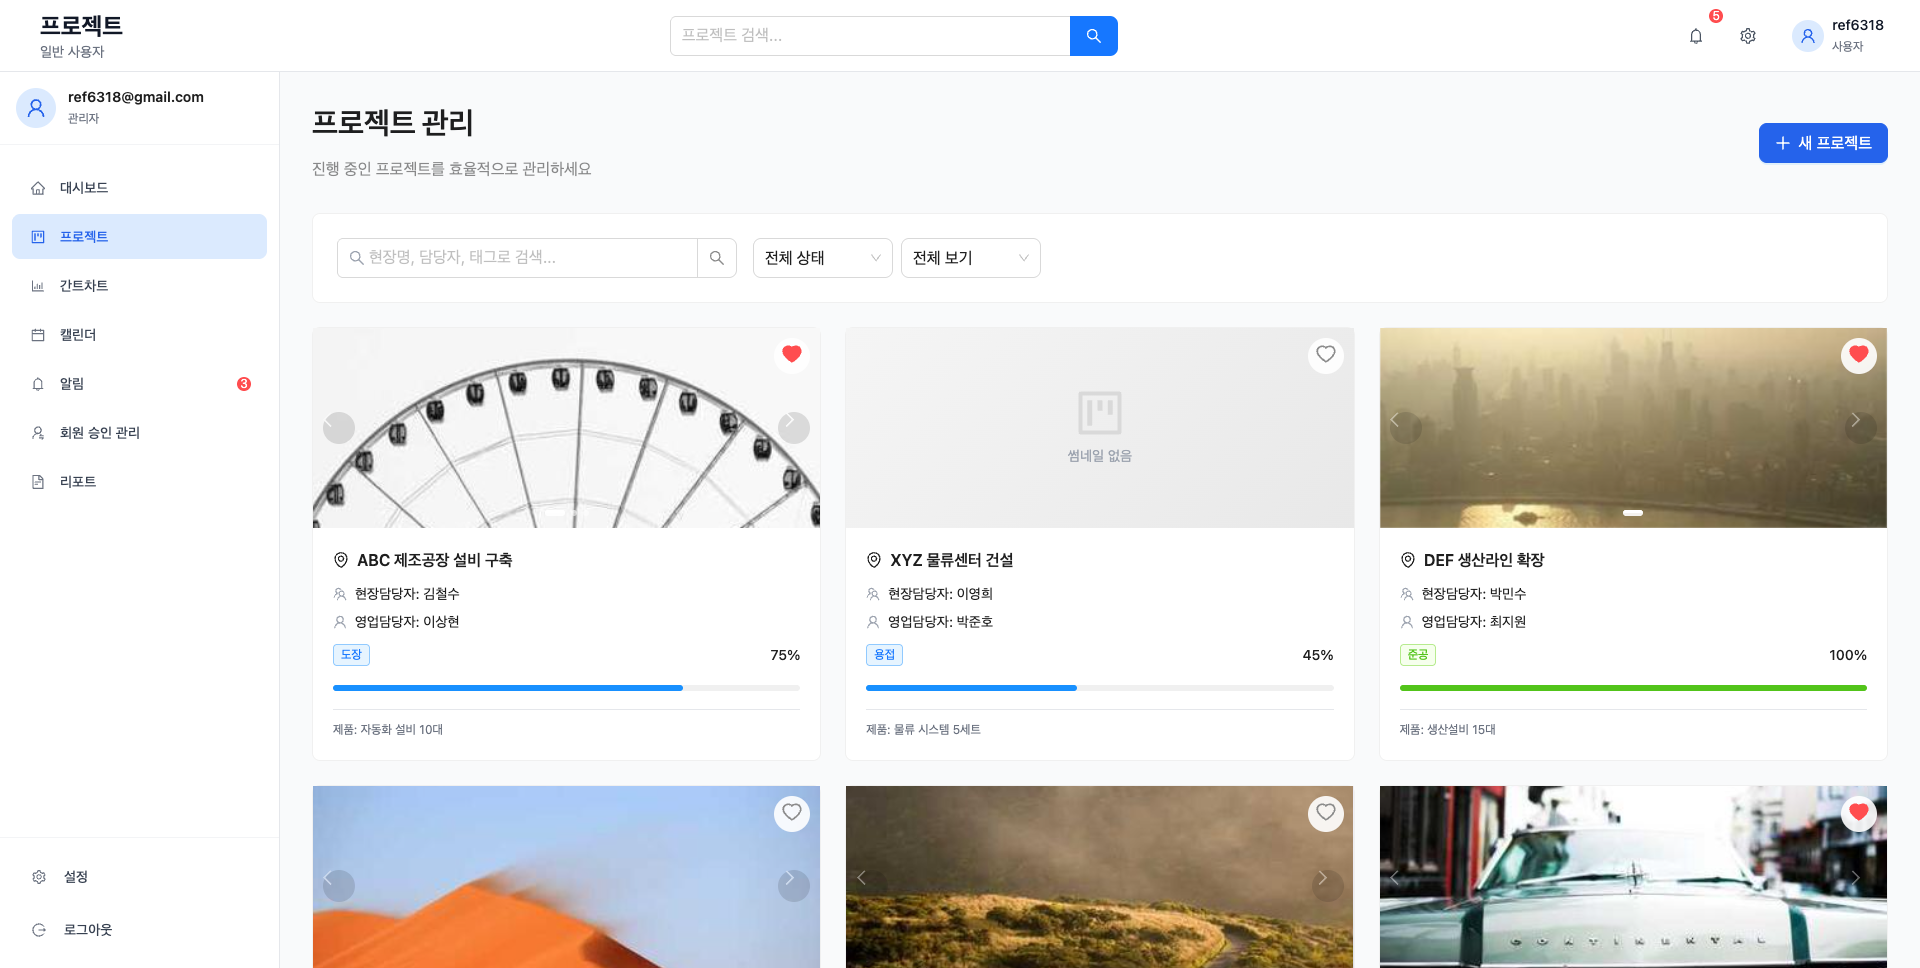 프로젝트
일반 사용자
프로젝트 검색...
5
ref6318
사용자
ref6318@gmail.com
관리자
대시보드
프로젝트
간트차트
캘린더
알림
3
회원 승인 관리
리포트
설정
로그아웃
프로젝트 관리
진행 중인 프로젝트를 효율적으로 관리하세요
새 프로젝트
현장명, 담당자, 태그로 검색...
전체 상태
전체 보기
ABC 제조공장 설비 구축
현장담당자: 김철수
영업담당자: 이상현
도장
75%
제품: 자동화 설비 10대
썸네일 없음
XYZ 물류센터 건설
현장담당자: 이영희
영업담당자: 박준호
용접
45%
제품: 물류 시스템 5세트
DEF 생산라인 확장
현장담당자: 박민수
영업담당자: 최지원
준공
100%
제품: 생산설비 15대
CONTINENTAL